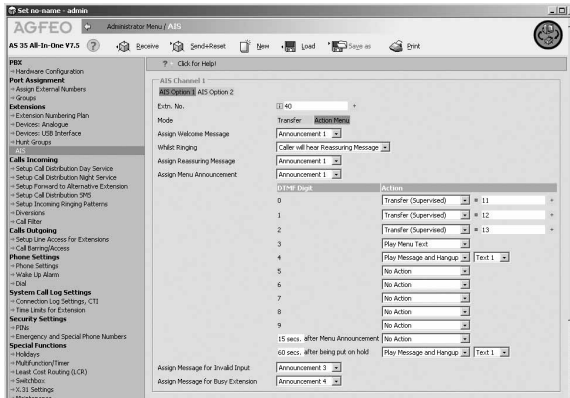 Set no-name - admin
AGFEO Administrator Menu / AIS
AS 35 All-In-One V7.5 ? Receive Send+Reset New Load Save as Print
PBX
Hardware Configuration
Port Assignment
Assign External Numbers
Groups
Extensions
Extension Numbering Plan
Devices: Analogue
Devices: USB Interface
Hunt Groups
AIS
Calls Incoming
Setup Call Distribution Day Service
Setup Call Distribution Night Service
Setup Forward to Alternative Extension
Setup Call Distribution SMS
Setup Incoming Ringing Patterns
Diversions
Call Filter
Calls Outgoing
Setup Line Access for Extensions
Call Barring/Access
Phone Settings
Phone Settings
Wake Up Alarm
Dial
System Call Log Settings
Connection Log Settings, CTI
Time Limits for Extension
Security Settings
PINs
Emergency and Special Phone Numbers
Special Functions
Holidays
Multifunction/Timer
Least Cost Routing (LCR)
Switchbox
X.31 Settings
Maintenance
? Click for Help!
AIS Channel 1
AIS Option 1 AIS Option 2
Extn. No. 40
Mode Transfer Action Menu
Assign Welcome Message Announcement 1
Whilst Ringing Caller will hear Reassuring Message
Assign Reassuring Message Announcement 1
Assign Menu Announcement Announcement 1
DTMF Digit Action
0 Transfer (Supervised) 11
1 Transfer (Supervised) 12
2 Transfer (Supervised) 13
3 Play Menu Text
4 Play Message and Hangup Text 1
5 No Action
6 No Action
7 No Action
8 No Action
9 No Action
15 secs. after Menu Announcement No Action
60 secs. after being put on hold Play Message and Hangup Text 1
Assign Message for Invalid Input Announcement 3
Assign Message for Busy Extension Announcement 4